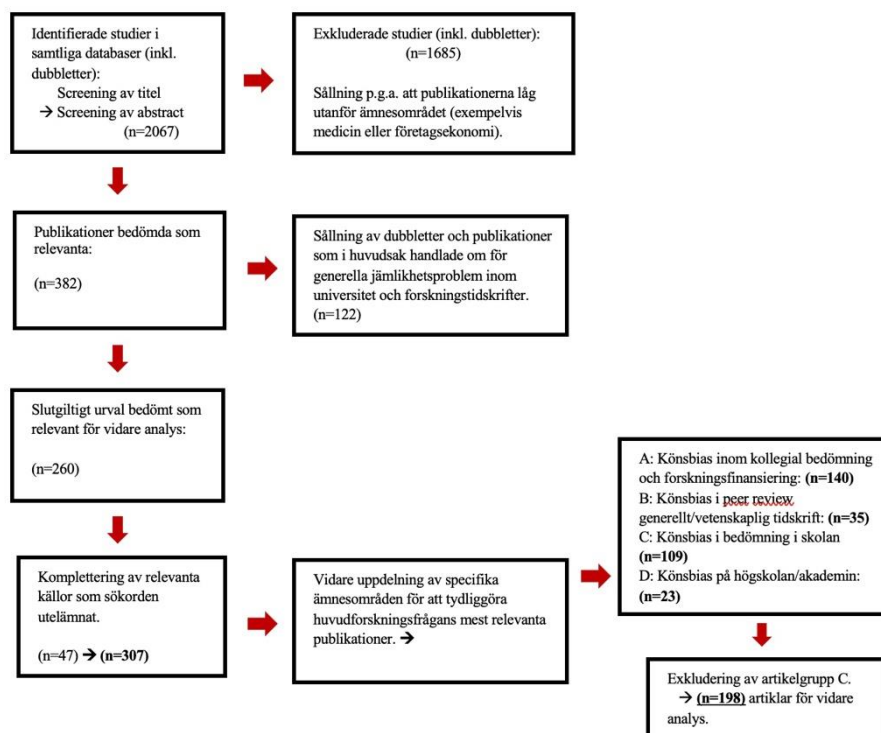 Identifierade studier i
samtliga databaser (inkl.
dubbletter):
Screening av titel
→ Screening av abstract
(n=2067)
Exkluderade studier (inkl. dubbletter):
(n=1685)
Sållning p.g.a. att publikationerna låg
utanför ämnesområdet (exempelvis
medicin eller företagsekonomi).
Publikationer bedömda som
relevanta:
(n=382)
Sållning av dubbletter och publikationer
som i huvudsak handlade om för
generella jämlikhetsproblem inom
universitet och forskningstidskrifter.
(n=122)
Slutgiltigt urval bedömt som
relevant för vidare analys:
(n=260)
Komplettering av relevanta
källor som sökorden
utelämnat.
(n=47) → (n=307)
Vidare uppdelning av specifika
ämnesområden för att tydliggöra
huvudforskningsfrågans mest relevanta
publikationer. →
A: Könsbias inom kollegial bedömning
och forskningsfinansiering: (n=140)
B: Könsbias i peer review
generellt/vetenskaplig tidskrift: (n=35)
C: Könsbias i bedömning i skolan
(n=109)
D: Könsbias på högskolan/akademin:
(n=23)
Exkludering av artikelgrupp C.
→ (n=198) artiklar för vidare
analys.